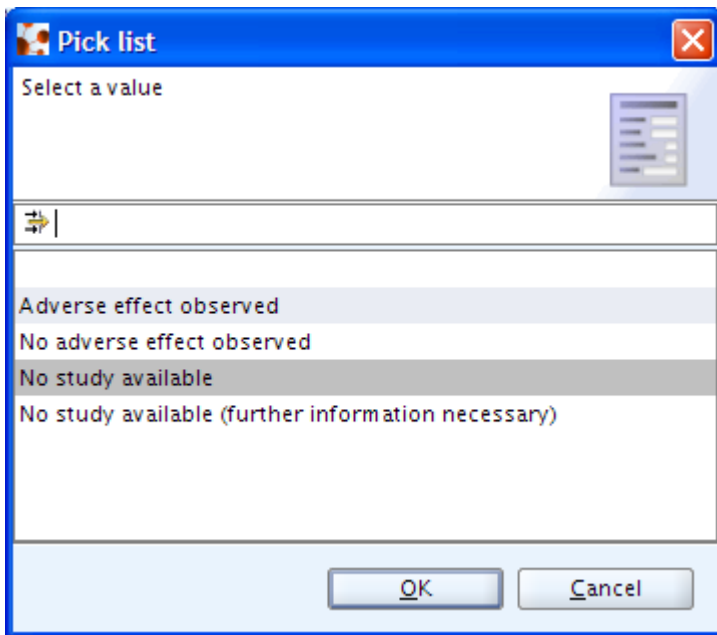 Pick list
Select a value
Adverse effect observed
No adverse effect observed
No study available
No study available (further information necessary)
OK
Cancel